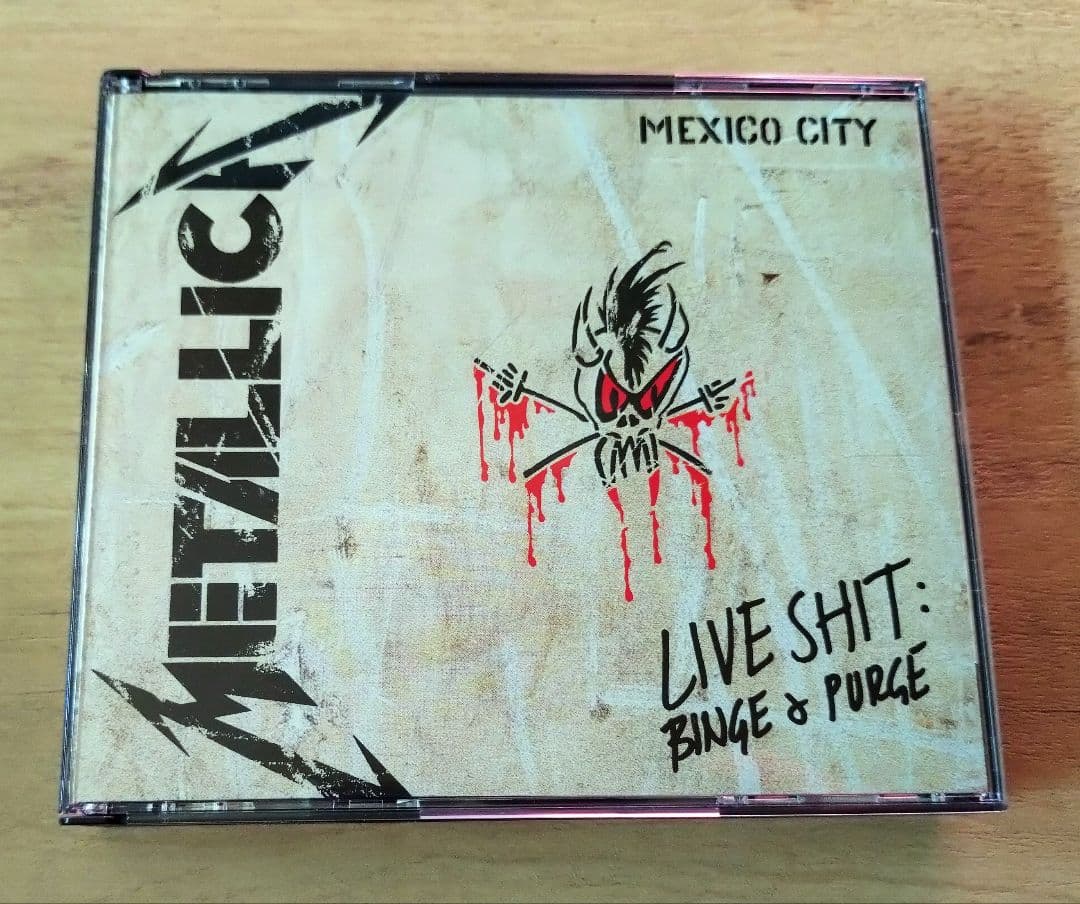 METALLICA
MEXICO CITY
LIVE SHIT:
BINGE & PURGE